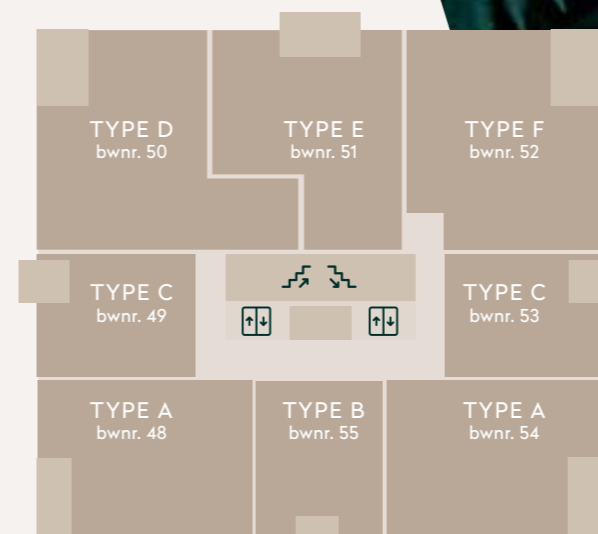 TYPE D
bwnr. 50
TYPE E
bwnr. 51
TYPE F
bwnr. 52
TYPE C
bwnr. 49
TYPE C
bwnr. 53
TYPE A
bwnr. 48
TYPE B
bwnr. 55
TYPE A
bwnr. 54